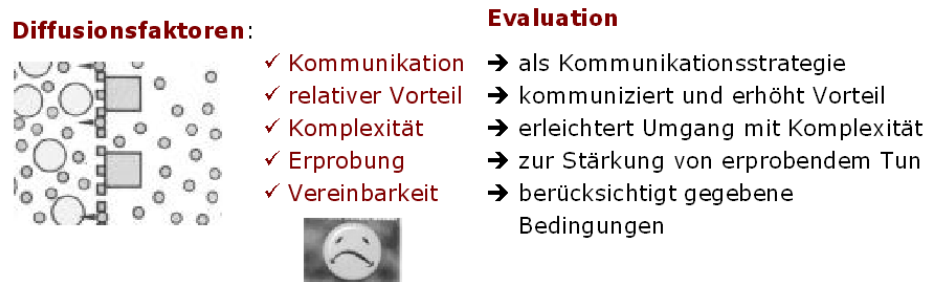 Diffusionsfaktoren:
Evaluation
✓ Kommunikation ➔ als Kommunikationsstrategie
✓ relativer Vorteil ➔ kommuniziert und erhöht Vorteil
✓ Komplexität ➔ erleichtert Umgang mit Komplexität
✓ Erprobung ➔ zur Stärkung von erprobendem Tun
✓ Vereinbarkeit ➔ berücksichtigt gegebene
Bedingungen